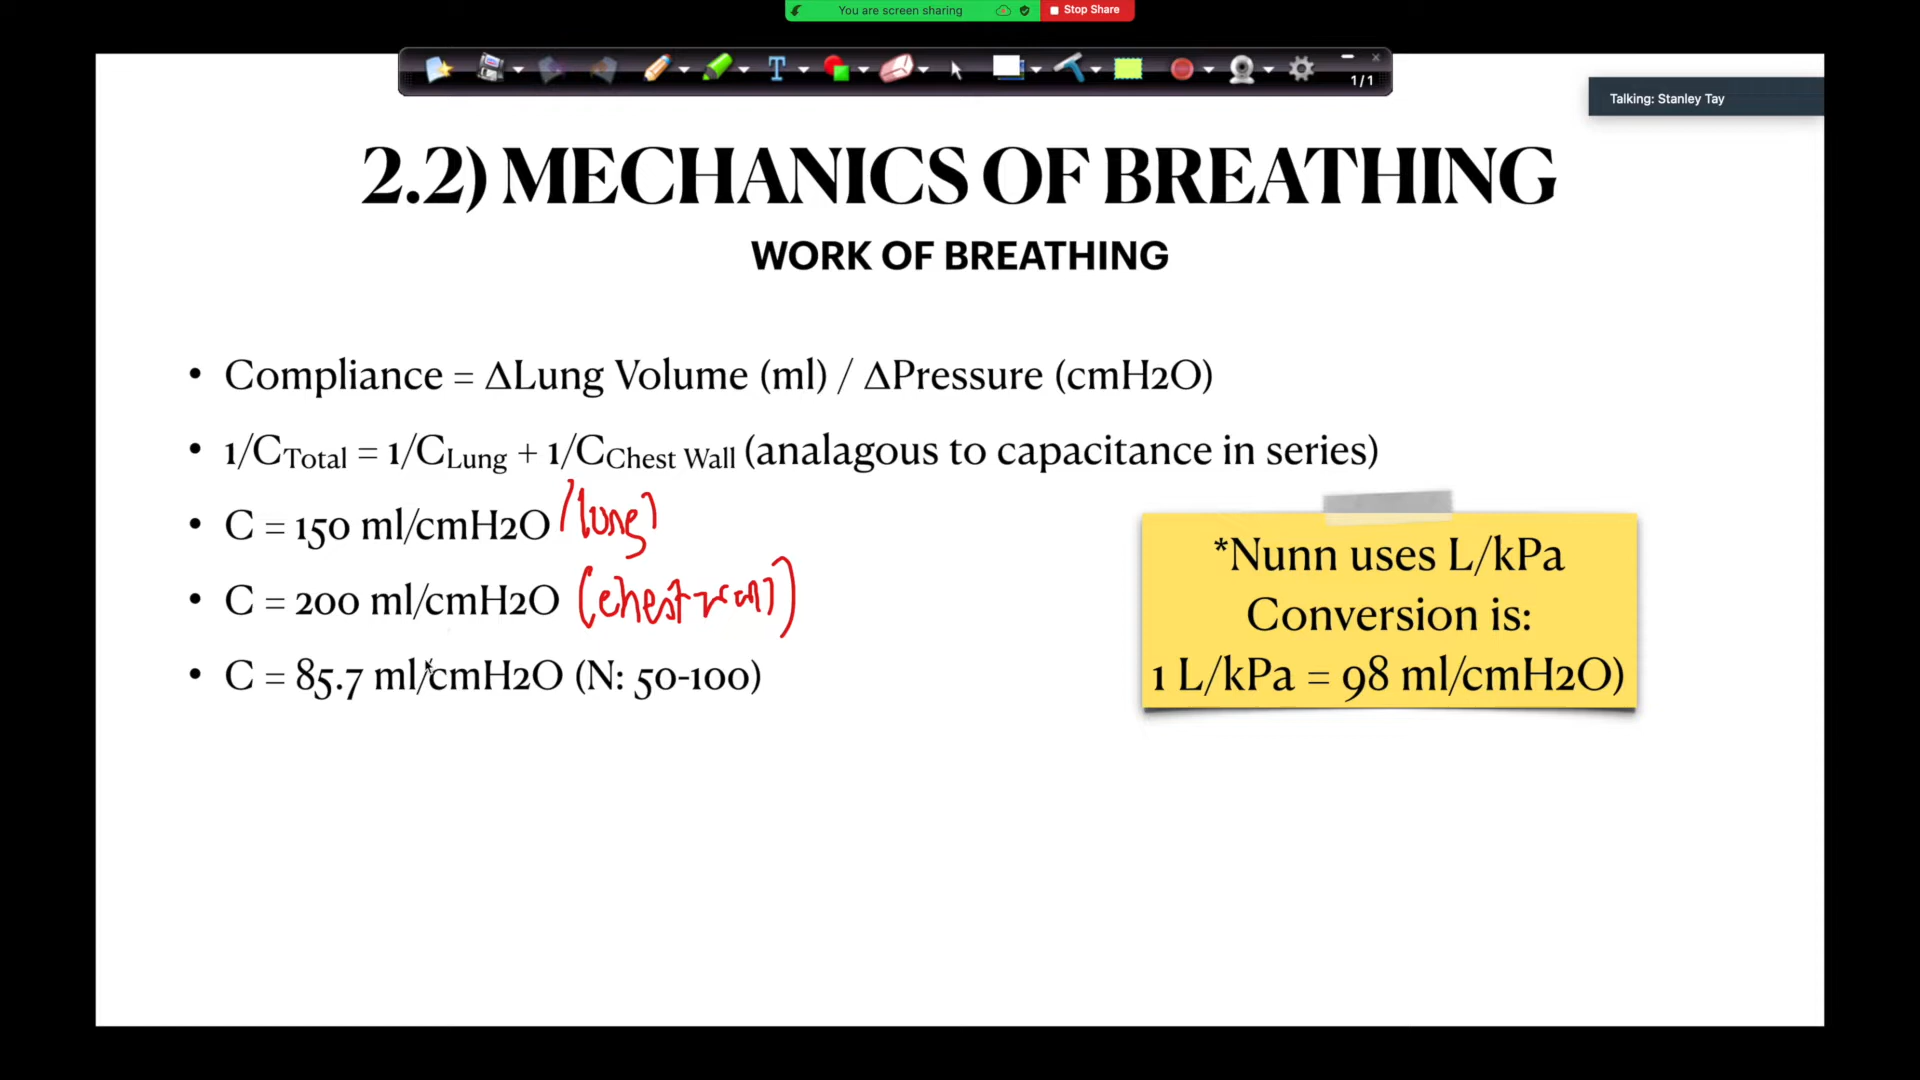 You are screen sharing
Stop Share
1/1
Talking: Stanley Tay
2.2) MECHANICS OF BREATHING
WORK OF BREATHING
• Compliance = ΔLung Volume (ml) / ΔPressure (cmH2O)
• 1/CTotal = 1/CLung + 1/CChest Wall (analagous to capacitance in series)
• C = 150 ml/cmH2O (lung)
• C = 200 ml/cmH2O (chest wall)
• C = 85.7 ml/cmH2O (N: 50-100)
*Nunn uses L/kPa
Conversion is:
1 L/kPa = 98 ml/cmH2O)